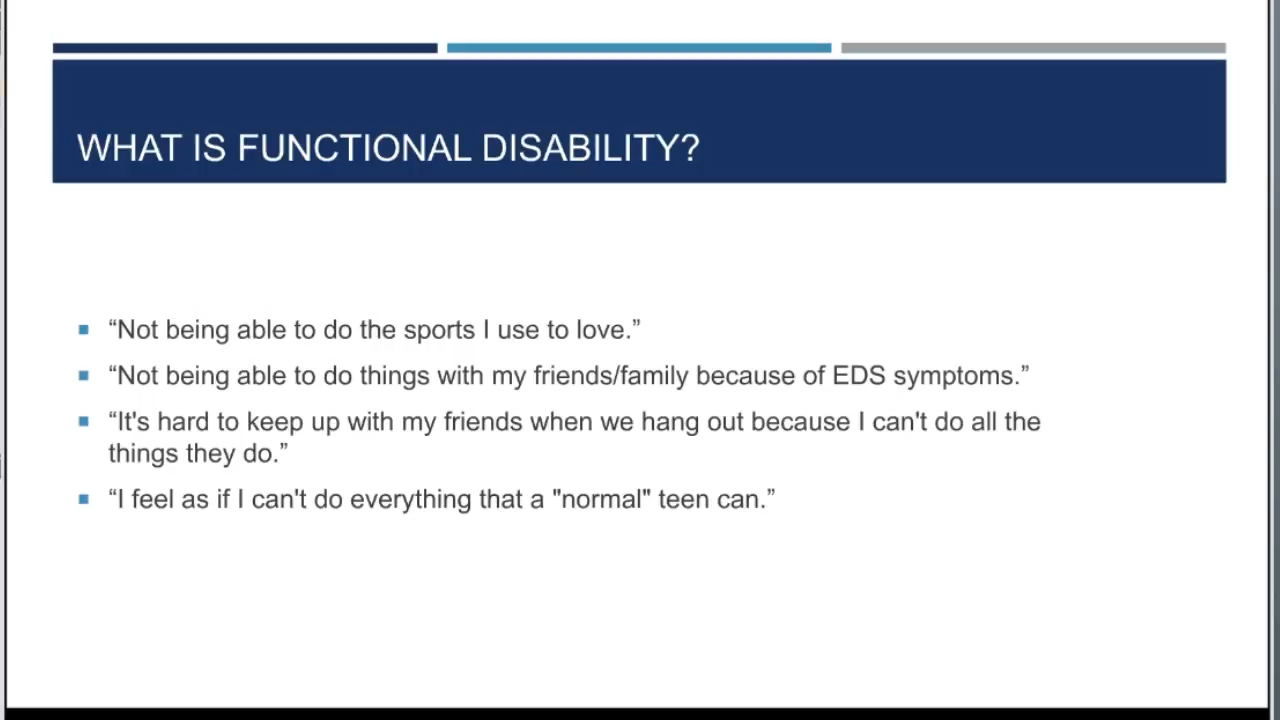 WHAT IS FUNCTIONAL DISABILITY?
“Not being able to do the sports I use to love.”
“Not being able to do things with my friends/family because of EDS symptoms.”
“It's hard to keep up with my friends when we hang out because I can't do all the
things they do.”
“I feel as if I can't do everything that a "normal" teen can.”